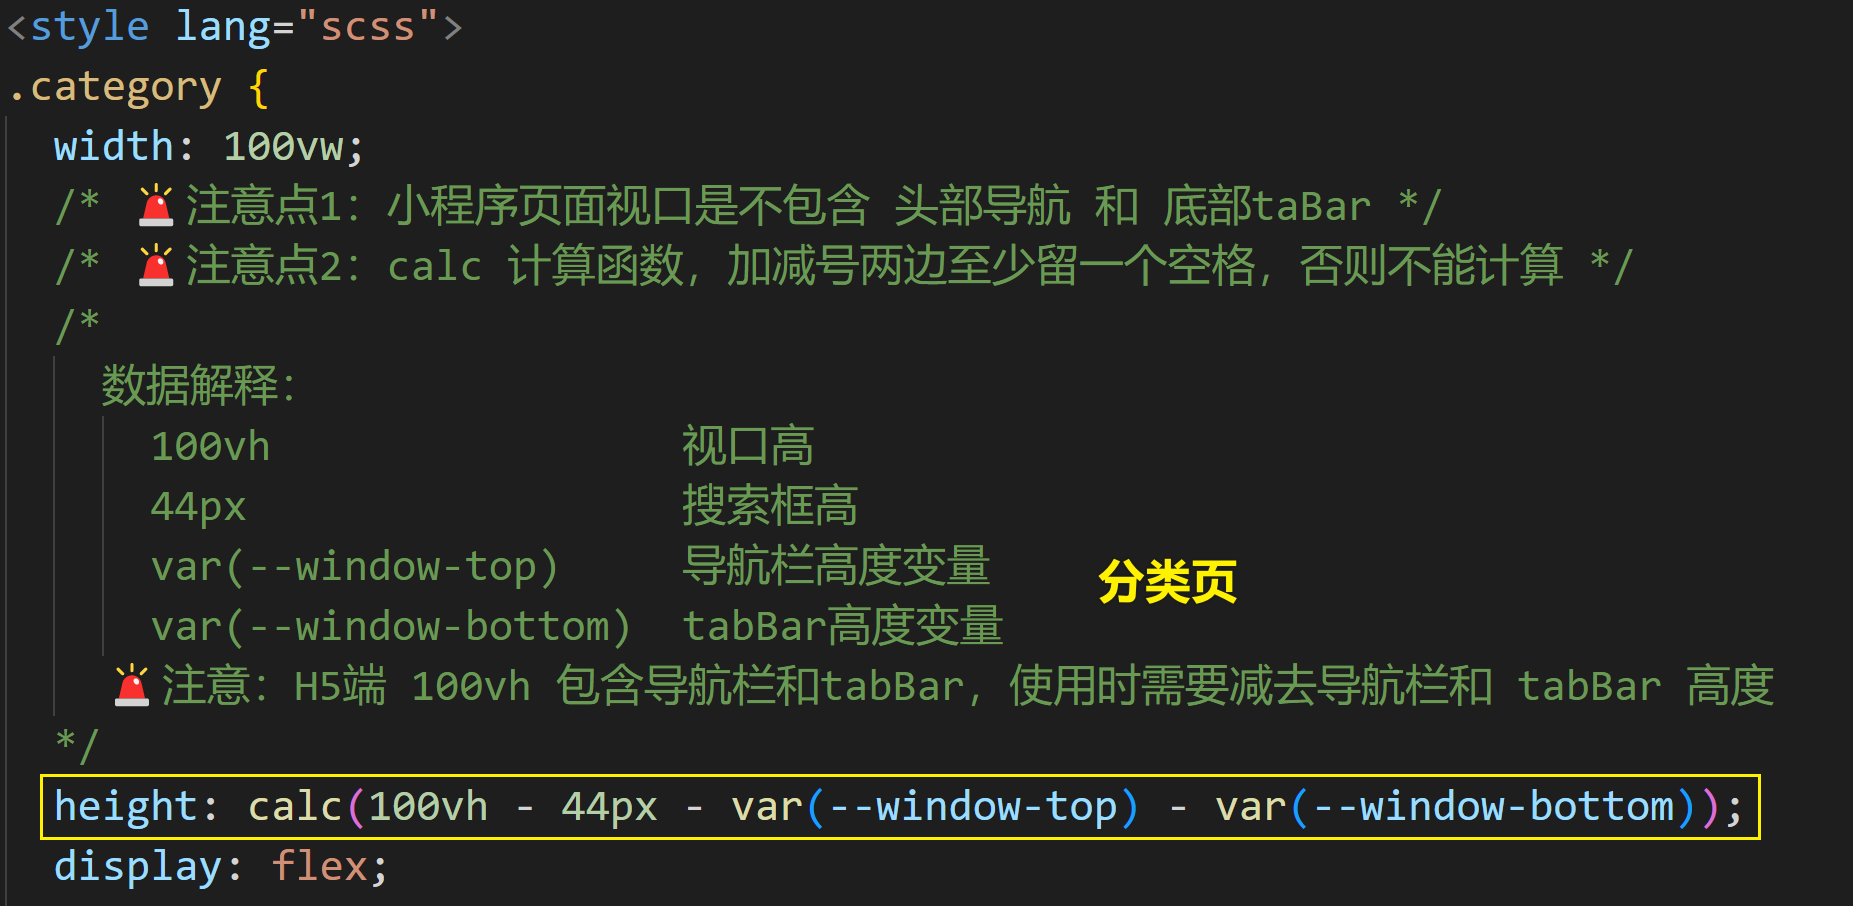 <style lang="scss">
.category {
width: 100vw;
/* 🚨注意点1: 小程序页面视口是不包含 头部导航 和 底部taBar */
/* 🚨注意点2: calc 计算函数, 加减号两边至少留一个空格, 否则不能计算 */
/*
数据解释:
100vh 视口高
44px 搜索框高
var(--window-top) 导航栏高度变量
var(--window-bottom) tabBar高度变量
分类页
🚨注意: H5端 100vh 包含导航栏和tabBar, 使用时需要减去导航栏和 tabBar 高度
*/
height: calc(100vh - 44px - var(--window-top) - var(--window-bottom));
display: flex;